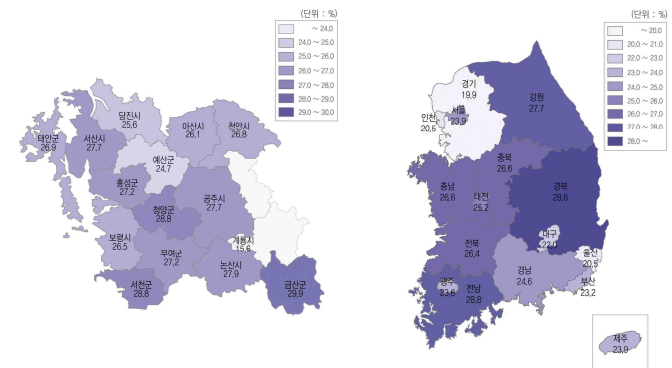 (단위 : %)
~ 24,0
24,0 ~ 25,0
25,0 ~ 26,0
26,0 ~ 27,0
27,0 ~ 28,0
28,0 ~ 29,0
29,0 ~ 30,0
당진시
25,6
아산시
26,1
천안시
26,8
태안군
26,9
서산시
27,7
예산군
24,7
홍성군
27,2
공주시
27,7
청양군
28,8
보령시
26,5
계룡시
15,6
부여군
27,2
논산시
27,9
서천군
28,8
금산군
29,9
(단위 : %)
~ 20,0
20,0 ~ 21,0
21,0 ~ 22,0
22,0 ~ 23,0
23,0 ~ 24,0
24,0 ~ 25,0
25,0 ~ 26,0
26,0 ~ 27,0
27,0 ~ 28,0
28,0 ~
경기
19,9
강원
27,7
서울
23,9
인천
20,5
충북
26,6
충남
26,6
대전
25,2
경북
28,6
대구
22,0
전북
26,4
울산
20,5
경남
24,6
부산
23,2
광주
23,6
전남
28,8
제주
23,9